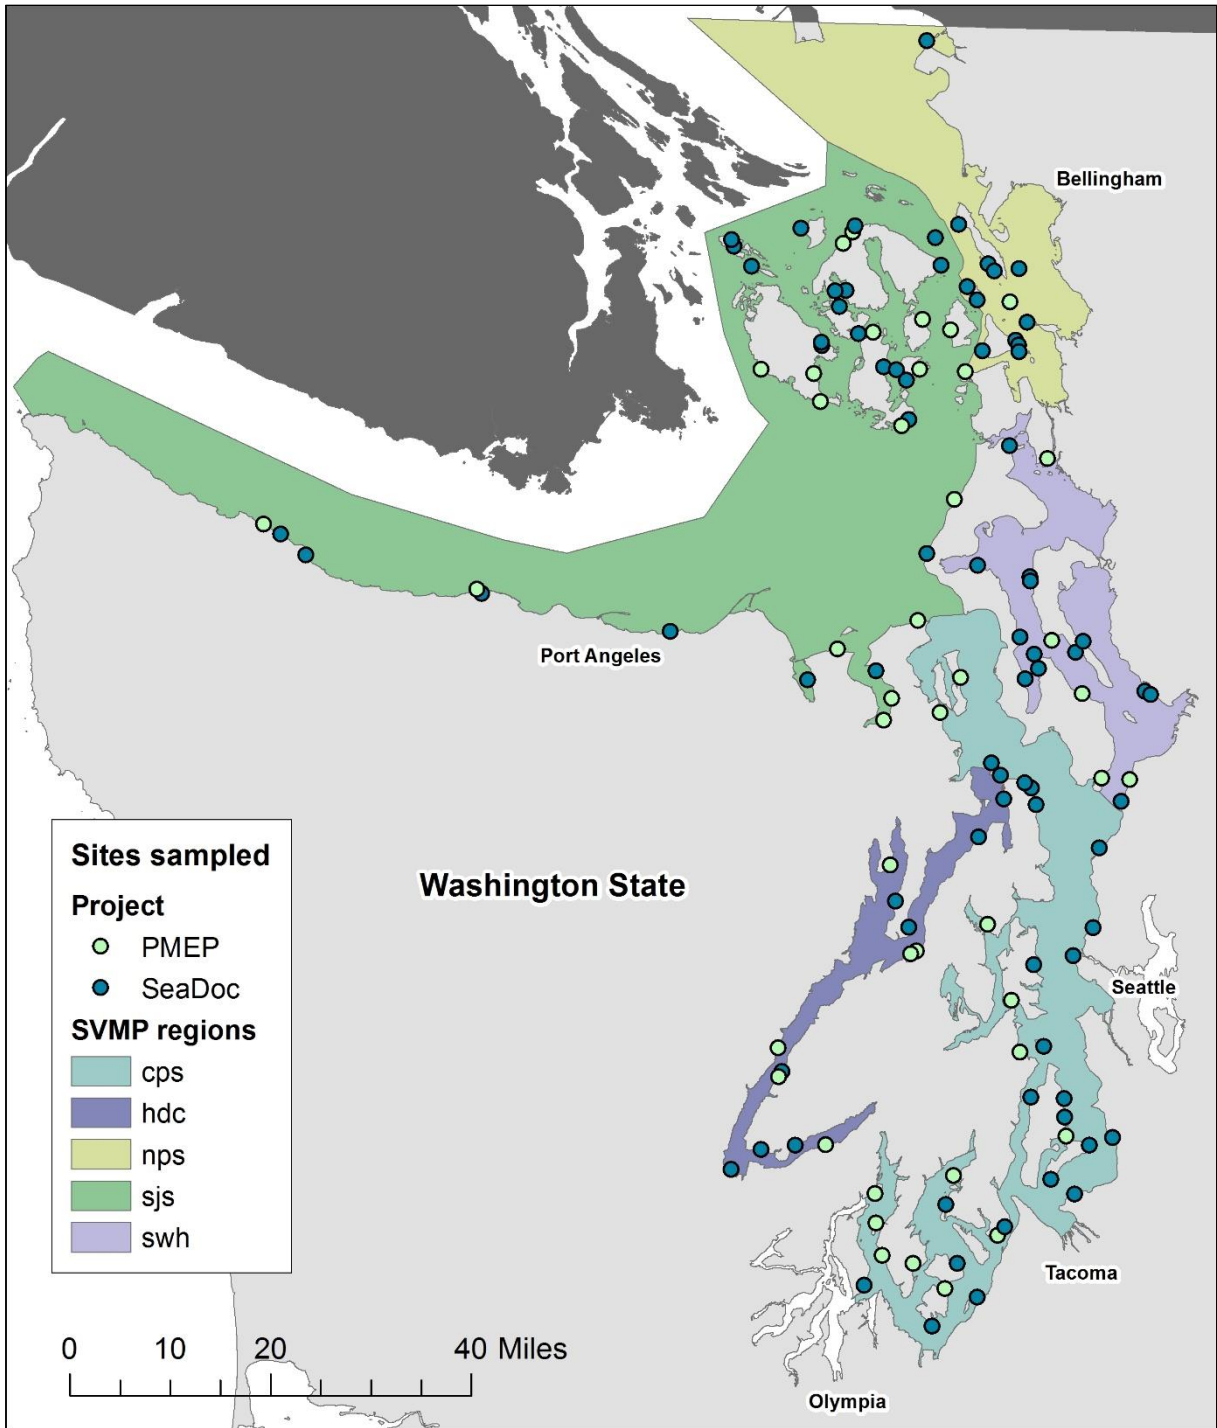 Bellingham
Port Angeles
Washington State
Seattle
Tacoma
Olympia
Sites sampled
Project
PMEP
SeaDoc
SVMP regions
cps
hdc
nps
sjs
swh
0 10 20 40 Miles